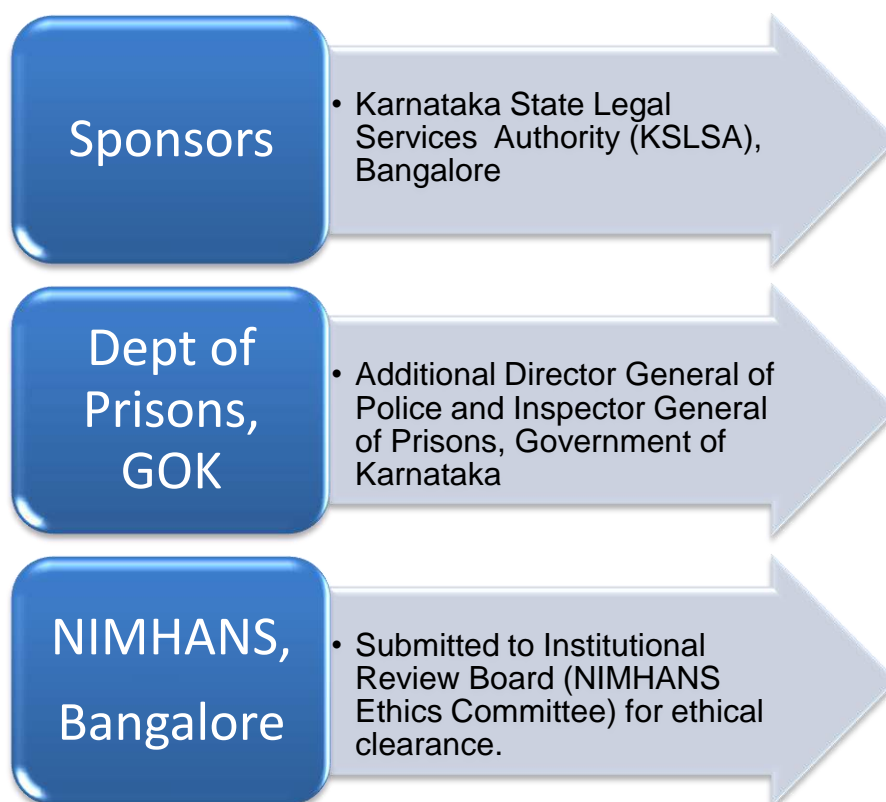 Sponsors
• Karnataka State Legal
Services Authority (KSLSA),
Bangalore
Dept of
Prisons,
GOK
• Additional Director General of
Police and Inspector General
of Prisons, Government of
Karnataka
NIMHANS,
Bangalore
• Submitted to Institutional
Review Board (NIMHANS
Ethics Committee) for ethical
clearance.